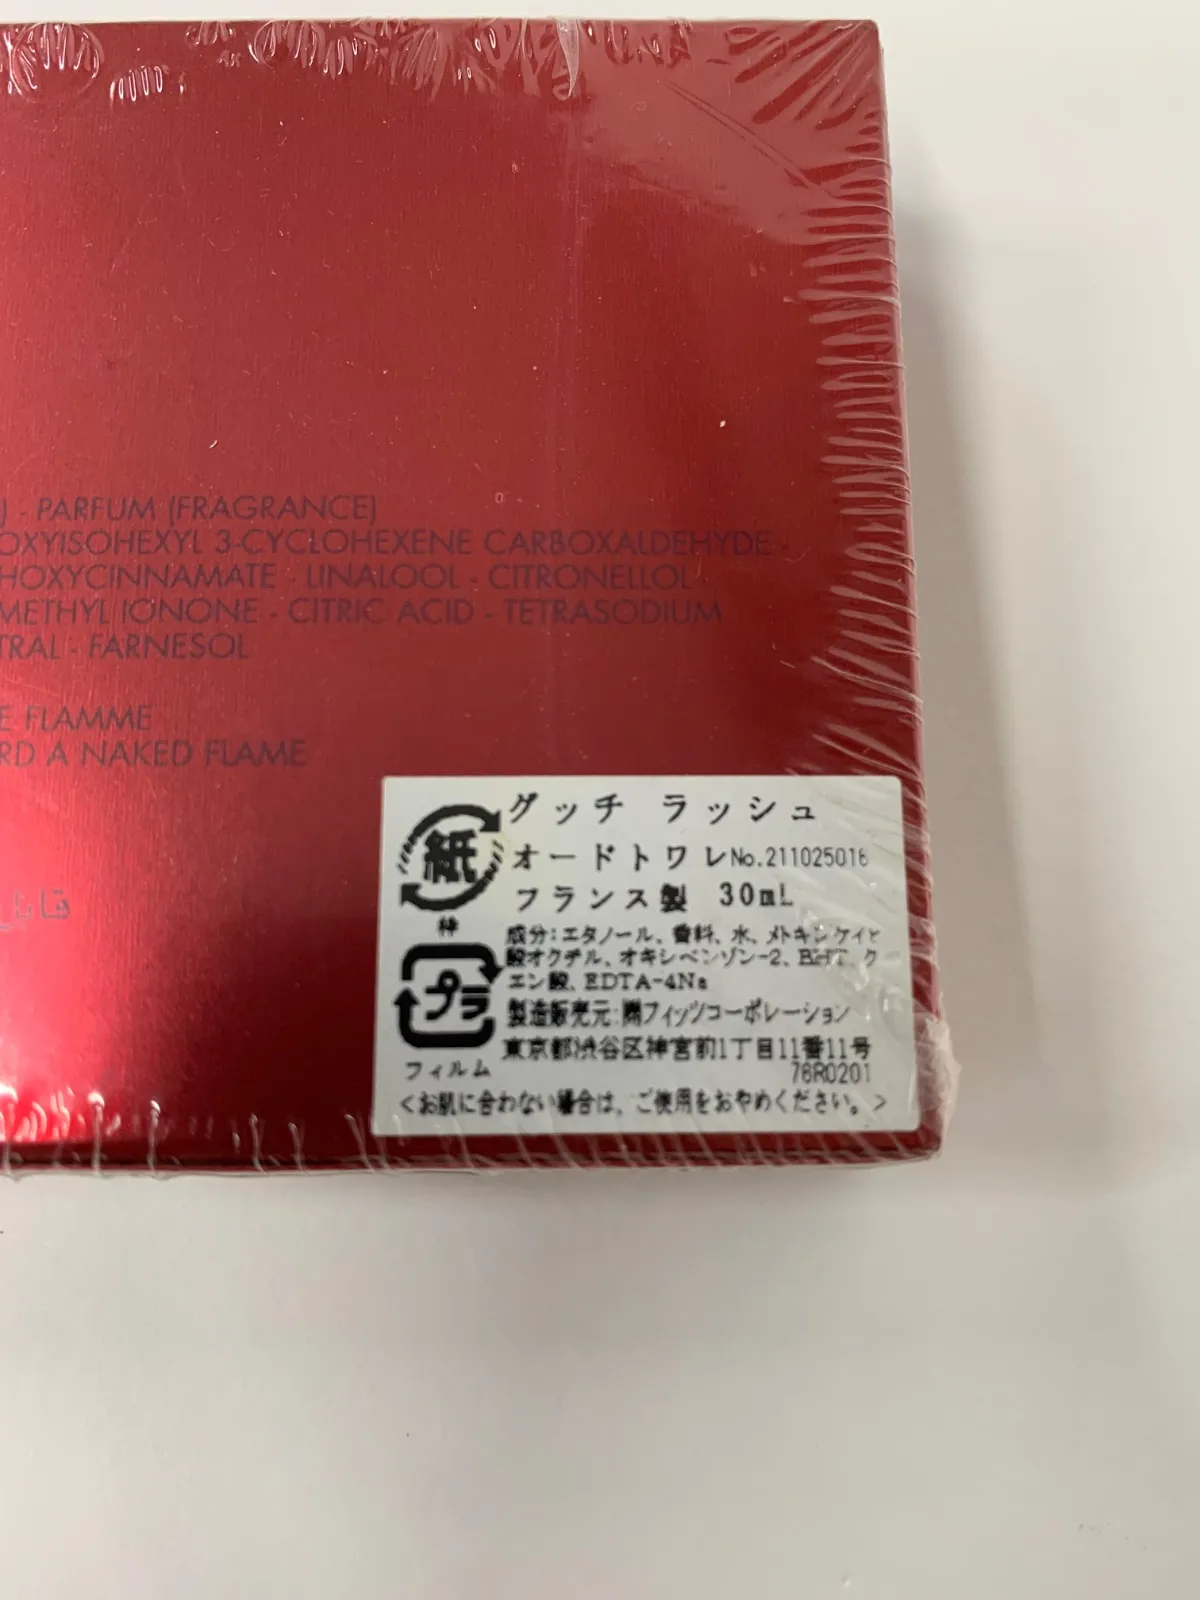 - PARFUM (FRAGRANCE)
OXYISOHEXYL 3-CYCLOHEXENE CARBOXALDEHYDE -
HOXYCINNAMATE - LINALOOL - CITRONELLOL -
METHYL IONONE - CITRIC ACID - TETRASODIUM
TRAL - FARNESOL
E FLAMME
RD A NAKED FLAME
グッチ ラッシュ
オードトワレNo.211025016
フランス製 30mL
紙
枠
成分:エタノール、香料、水、メトキシケイヒ
酸オクチル、オキシベンゾン-2、BHT、ク
エン酸、EDTA-4Na
プラ
製造販売元:㈱フィッツコーポレーション
東京都渋谷区神宮前1丁目11番11号
フィルム
76R0201
<お肌に合わない場合は、ご使用をおやめください。>